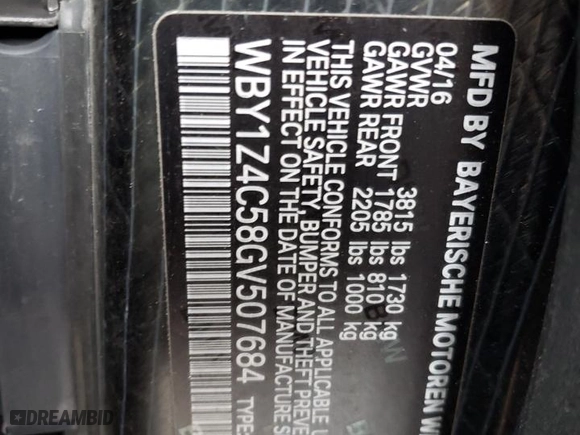 MFD BY BAYERISCHE MOTOREN W
04/16
GVWR 3815 lbs 1730 kg
GAWR FRONT 1785 lbs 810 kg
GAWR REAR 2205 lbs 1000 kg
THIS VEHICLE CONFORMS TO ALL APPLICABLE
VEHICLE SAFETY, BUMPER AND THEFT PREVE
IN EFFECT ON THE DATE OF MANUFACTURE S
WBY1Z4C58GV507684 TYPE:
DREAMBID